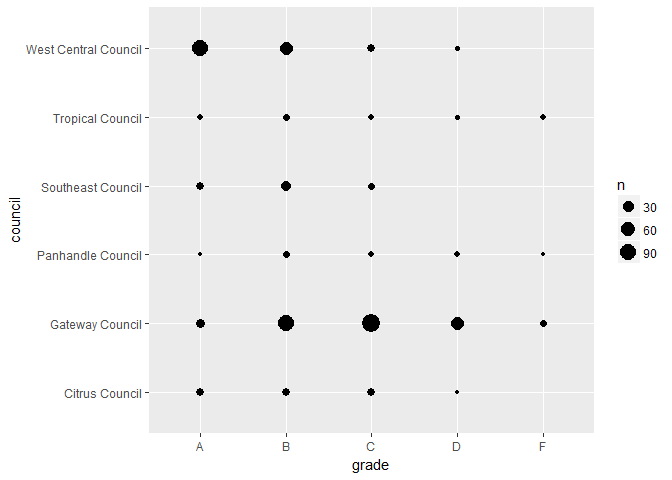 West Central Council
Tropical Council
Southeast Council
Panhandle Council
Gateway Council
Citrus Council
council
A B C D F
grade
n
30
60
90